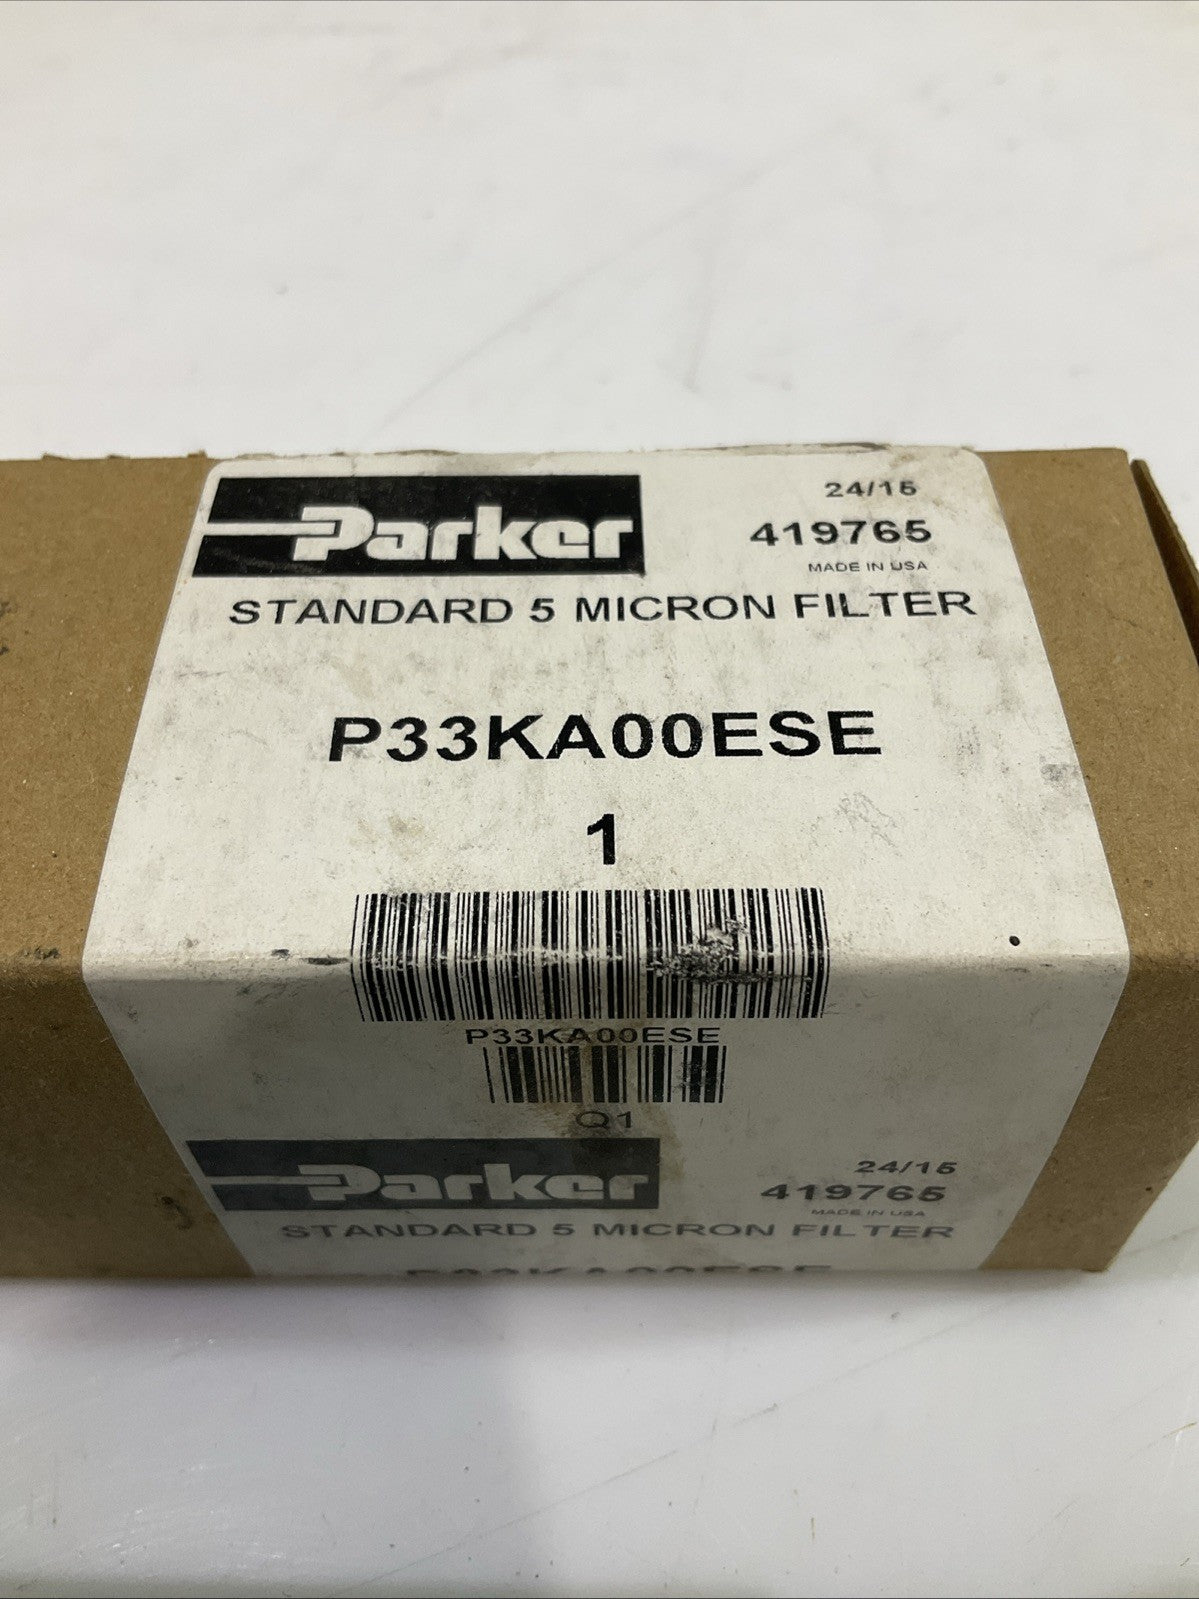 Parker
24/15
419765
MADE IN USA
STANDARD 5 MICRON FILTER
P33KA00ESE
1
P33KA00ESE
Q1
Parker
24/15
419765
MADE IN USA
STANDARD 5 MICRON FILTER
P33KA00ESE